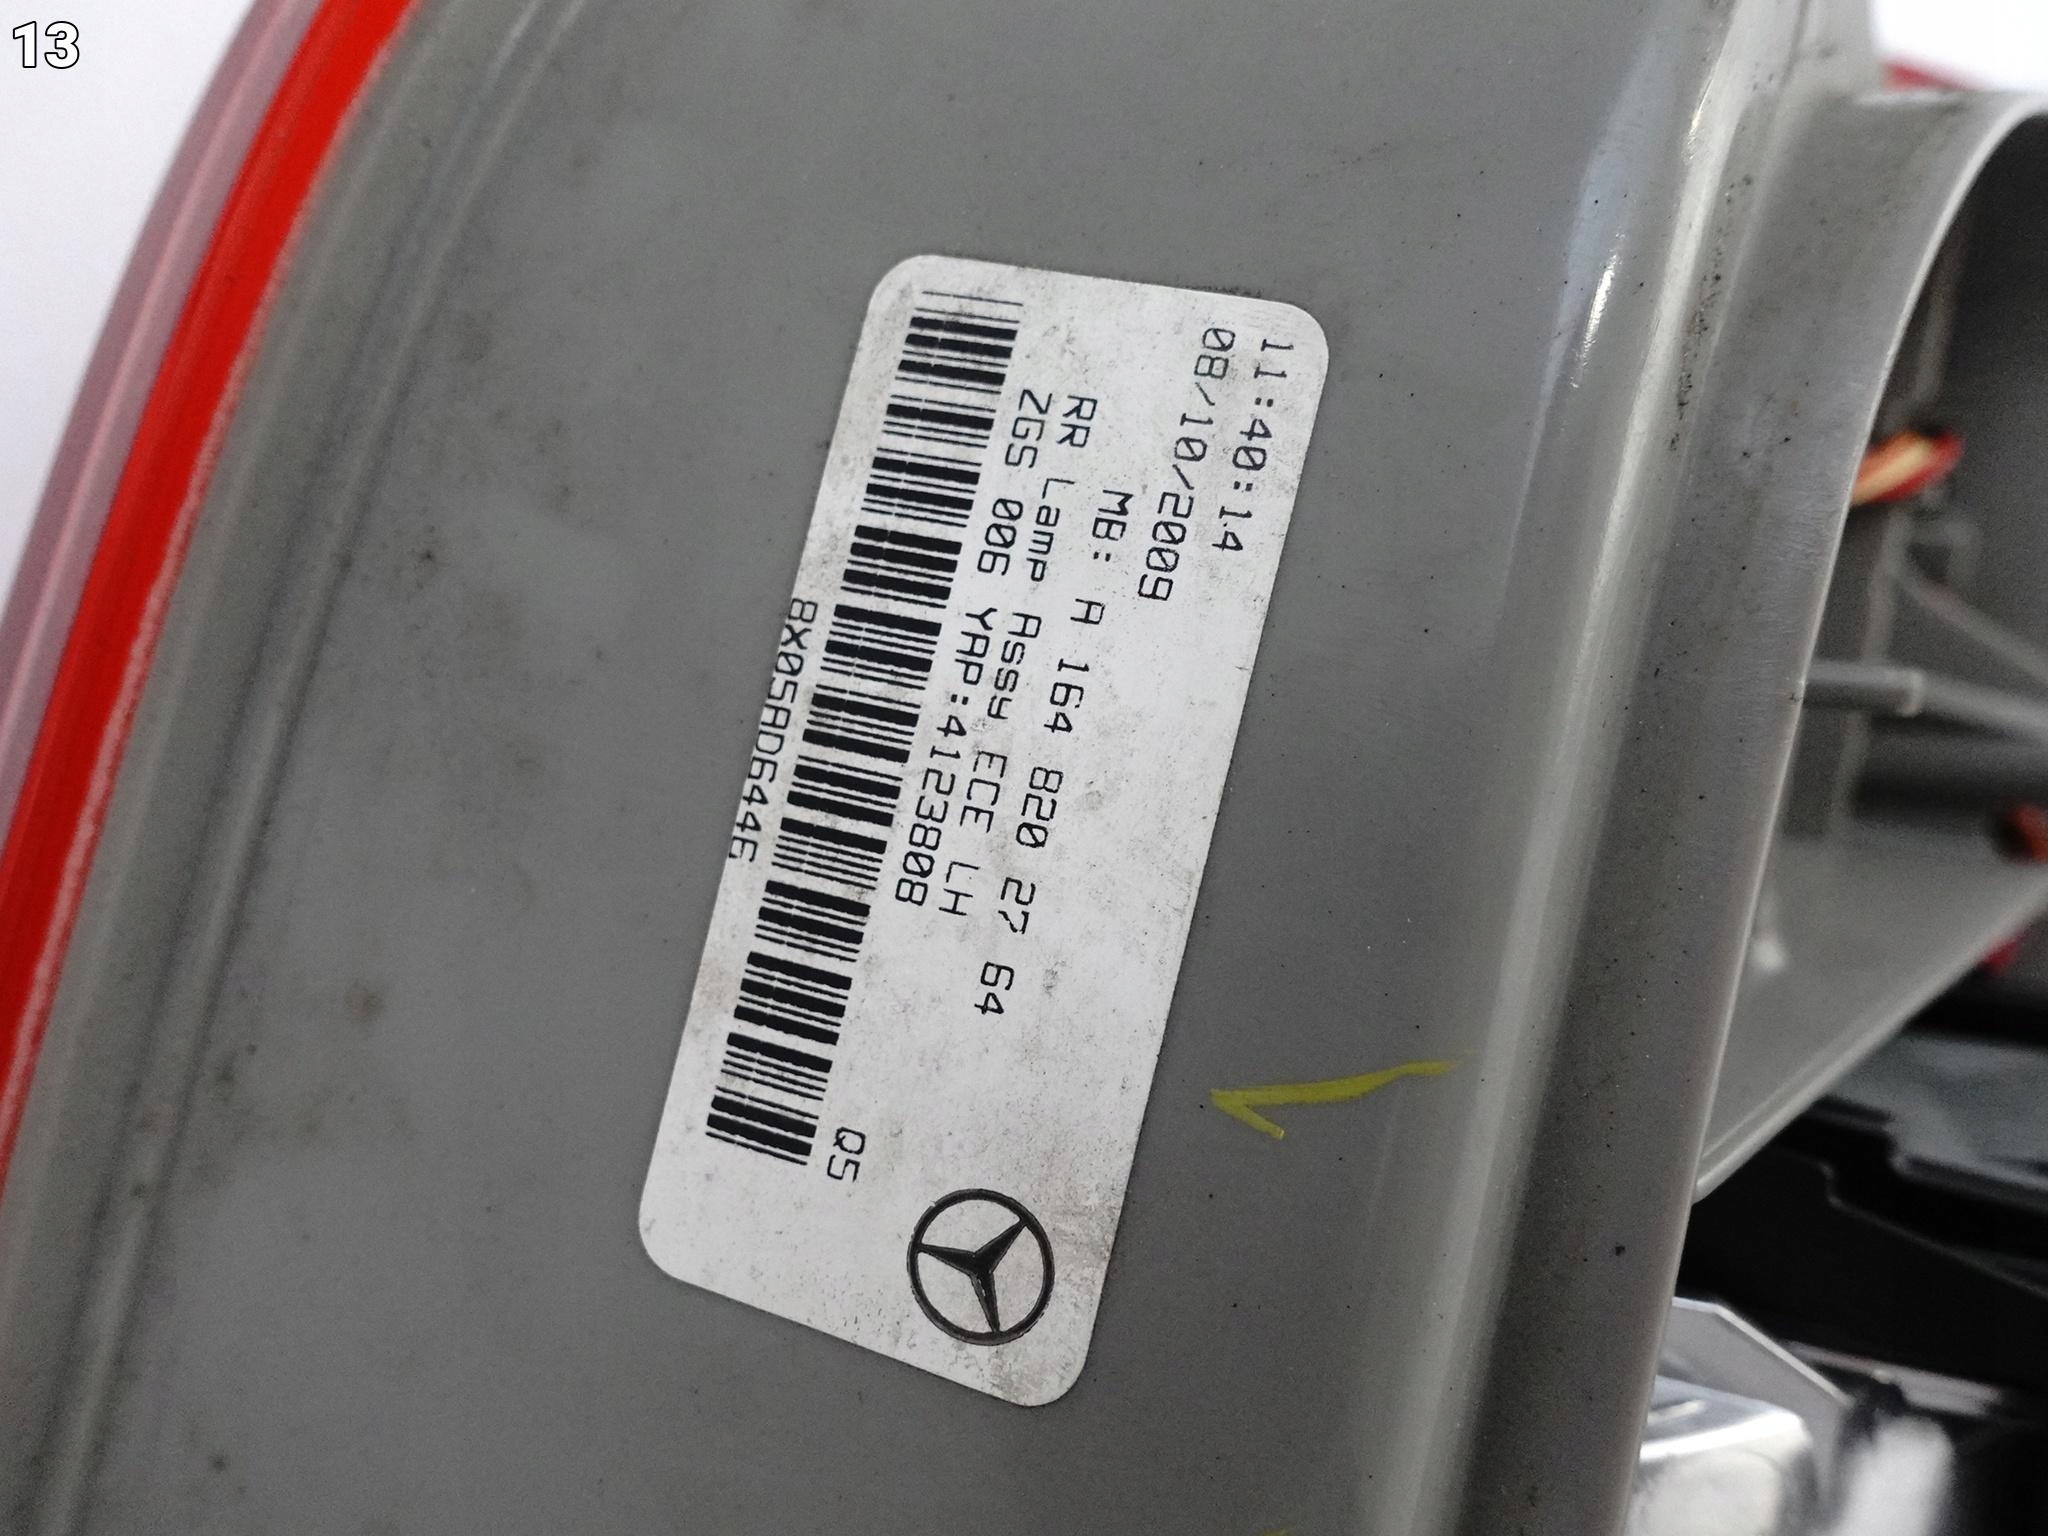 13
11:40:14
08/10/2009
MB: A 164 820 27 64
RR Lamp Assy ECE LH
ZGS 006 YAP:4123808
Q5
8X05AD6446